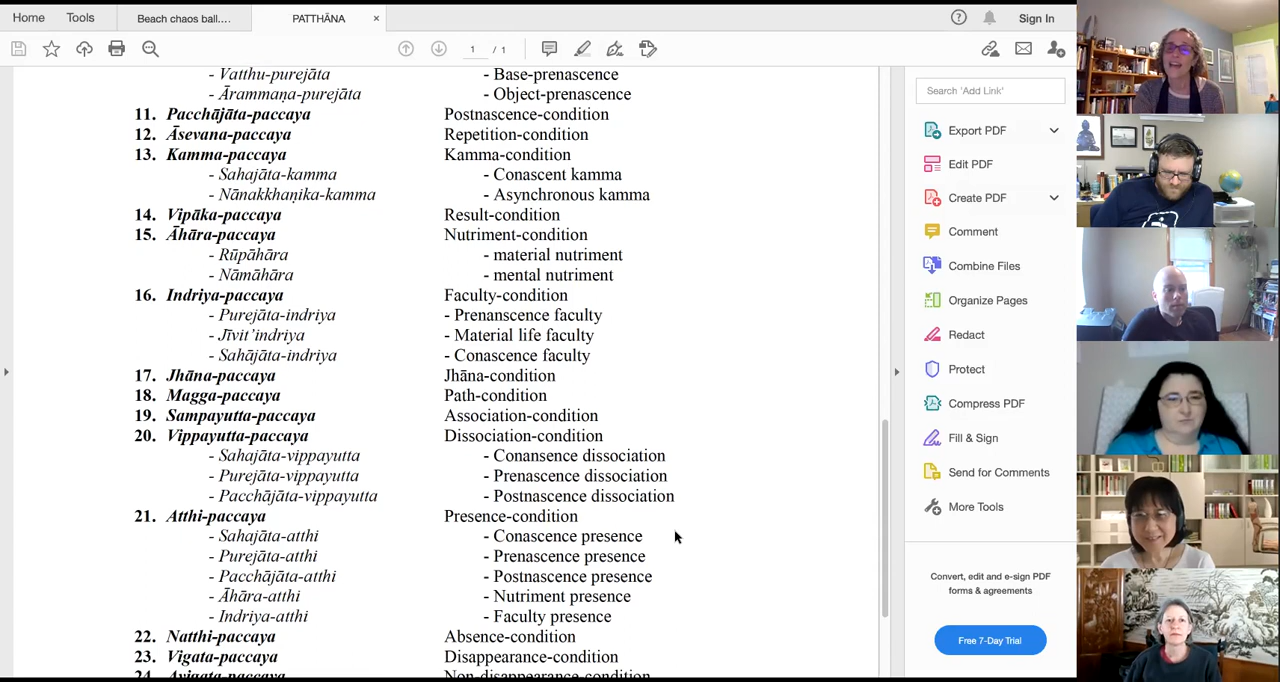 Home Tools Beach chaos ball.... PATTHĀNA × Sign In
1 / 1
- Vatthu-purejāta - Base-prenascence
- Ārammaṇa-purejāta - Object-prenascence
11. Pacchājāta-paccaya Postnascence-condition
12. Āsevana-paccaya Repetition-condition
13. Kamma-paccaya Kamma-condition
- Sahajāta-kamma - Conascent kamma
- Nānakkhaṇika-kamma - Asynchronous kamma
14. Vipāka-paccaya Result-condition
15. Āhāra-paccaya Nutriment-condition
- Rūpāhāra - material nutriment
- Nāmāhāra - mental nutriment
16. Indriya-paccaya Faculty-condition
- Purejāta-indriya - Prenanscence faculty
- Jīvit’indriya - Material life faculty
- Sahājāta-indriya - Conascence faculty
17. Jhāna-paccaya Jhāna-condition
18. Magga-paccaya Path-condition
19. Sampayutta-paccaya Association-condition
20. Vippayutta-paccaya Dissociation-condition
- Sahajāta-vippayutta - Conansence dissociation
- Purejāta-vippayutta - Prenascence dissociation
- Pacchājāta-vippayutta - Postnascence dissociation
21. Atthi-paccaya Presence-condition
- Sahajāta-atthi - Conascence presence
- Purejāta-atthi - Prenascence presence
- Pacchājāta-atthi - Postnascence presence
- Āhāra-atthi - Nutriment presence
- Indriya-atthi - Faculty presence
22. Natthi-paccaya Absence-condition
23. Vigata-paccaya Disappearance-condition
24. Avigata-paccaya Non-disappearance-condition
Search 'Add Link'
Export PDF
Edit PDF
Create PDF
Comment
Combine Files
Organize Pages
Redact
Protect
Compress PDF
Fill & Sign
Send for Comments
More Tools
Convert, edit and e-sign PDF
forms & agreements
Free 7-Day Trial